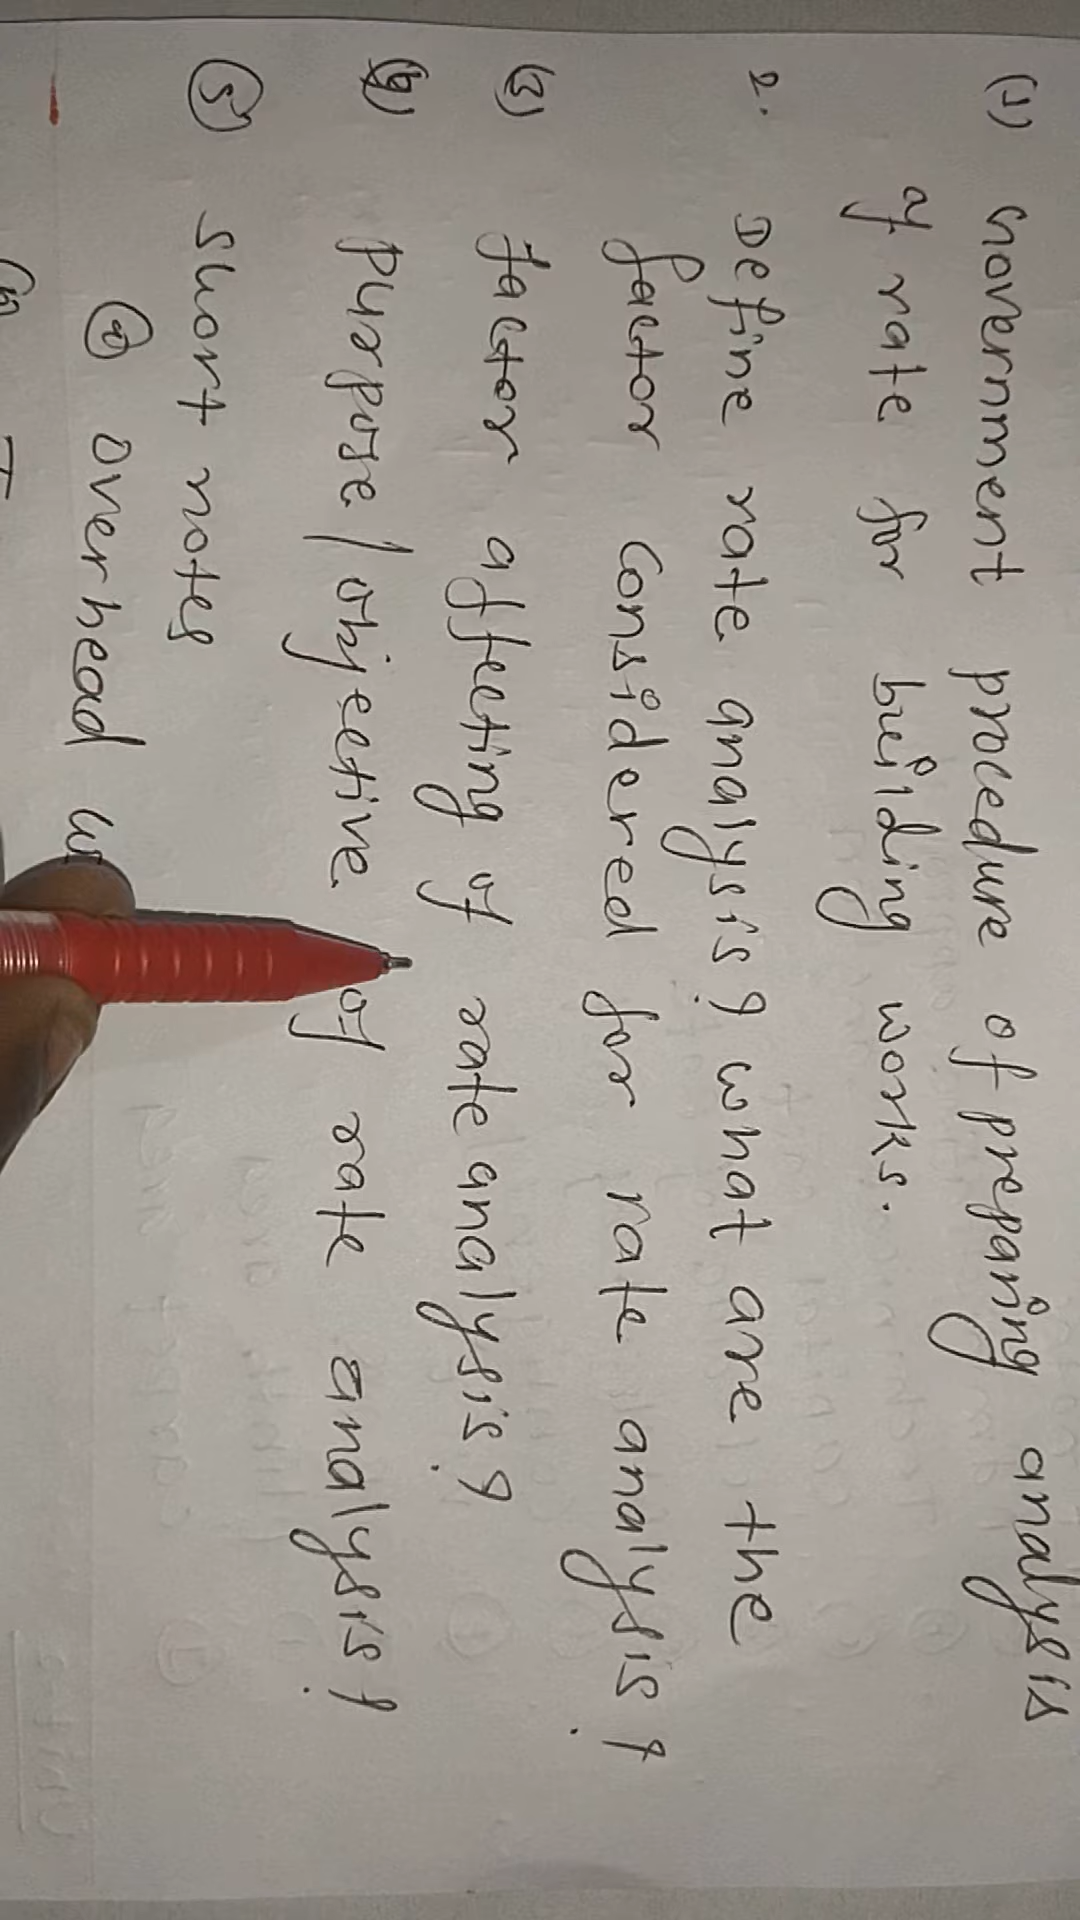 (1) Government procedure of preparing analysis
of rate for building works.
2. Define rate analysis? what are the
factor considered for rate analysis?
(3) factor affecting of rate analysis?
(4) purpose / objective of rate analysis?
(5) short notes
(a) overhead